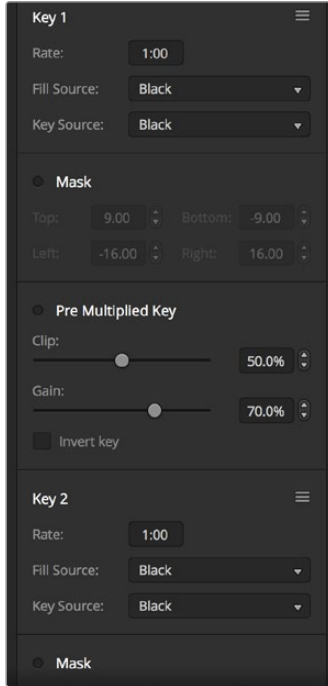 Key 1
Rate: 1:00
Fill Source: Black
Key Source: Black
Mask
Top: 9.00 Bottom: -9.00
Left: -16.00 Right: 16.00
Pre Multiplied Key
Clip:
50.0%
Gain:
70.0%
Invert key
Key 2
Rate: 1:00
Fill Source: Black
Key Source: Black
Mask